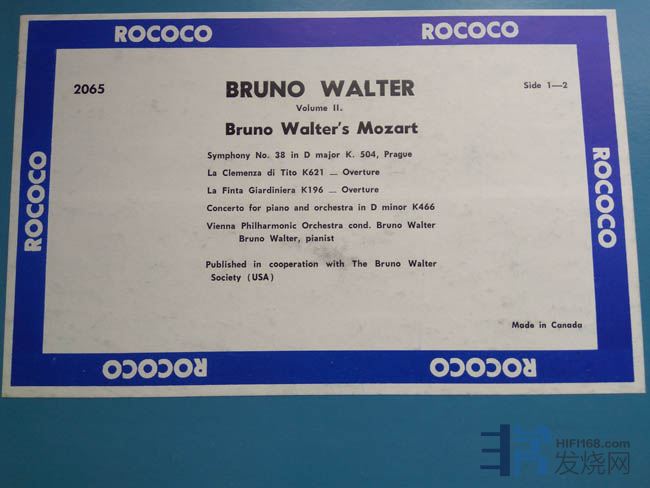 ROCOCO
ROCOCO
2065
BRUNO WALTER
Side 1—2
Volume II.
Bruno Walter's Mozart
Symphony No. 38 in D major K. 504, Prague
La Clemenza di Tito K621 — Overture
La Finta Giardiniera K196 — Overture
Concerto for piano and orchestra in D minor K466
Vienna Philharmonic Orchestra cond. Bruno Walter
Bruno Walter, pianist
Published in cooperation with The Bruno Walter
Society (USA)
Made in Canada
ROCOCO
ROCOCO
ROCOCO
ROCOCO
HIFI168.com
发烧网